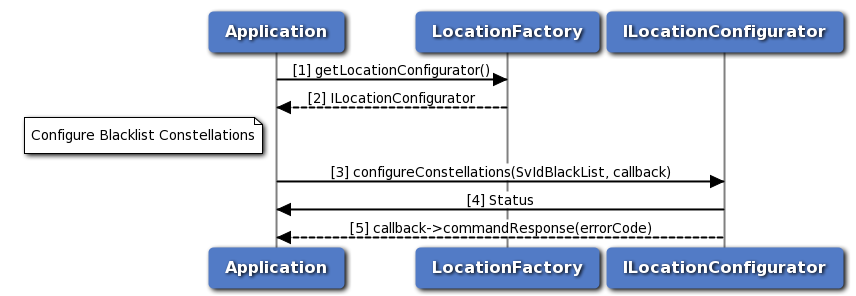 Application
LocationFactory
ILocationConfigurator
[1] getLocationConfigurator()
[2] ILocationConfigurator
Configure Blacklist Constellations
[3] configureConstellations(SvIdBlackList, callback)
[4] Status
[5] callback->commandResponse(errorCode)
Application
LocationFactory
ILocationConfigurator